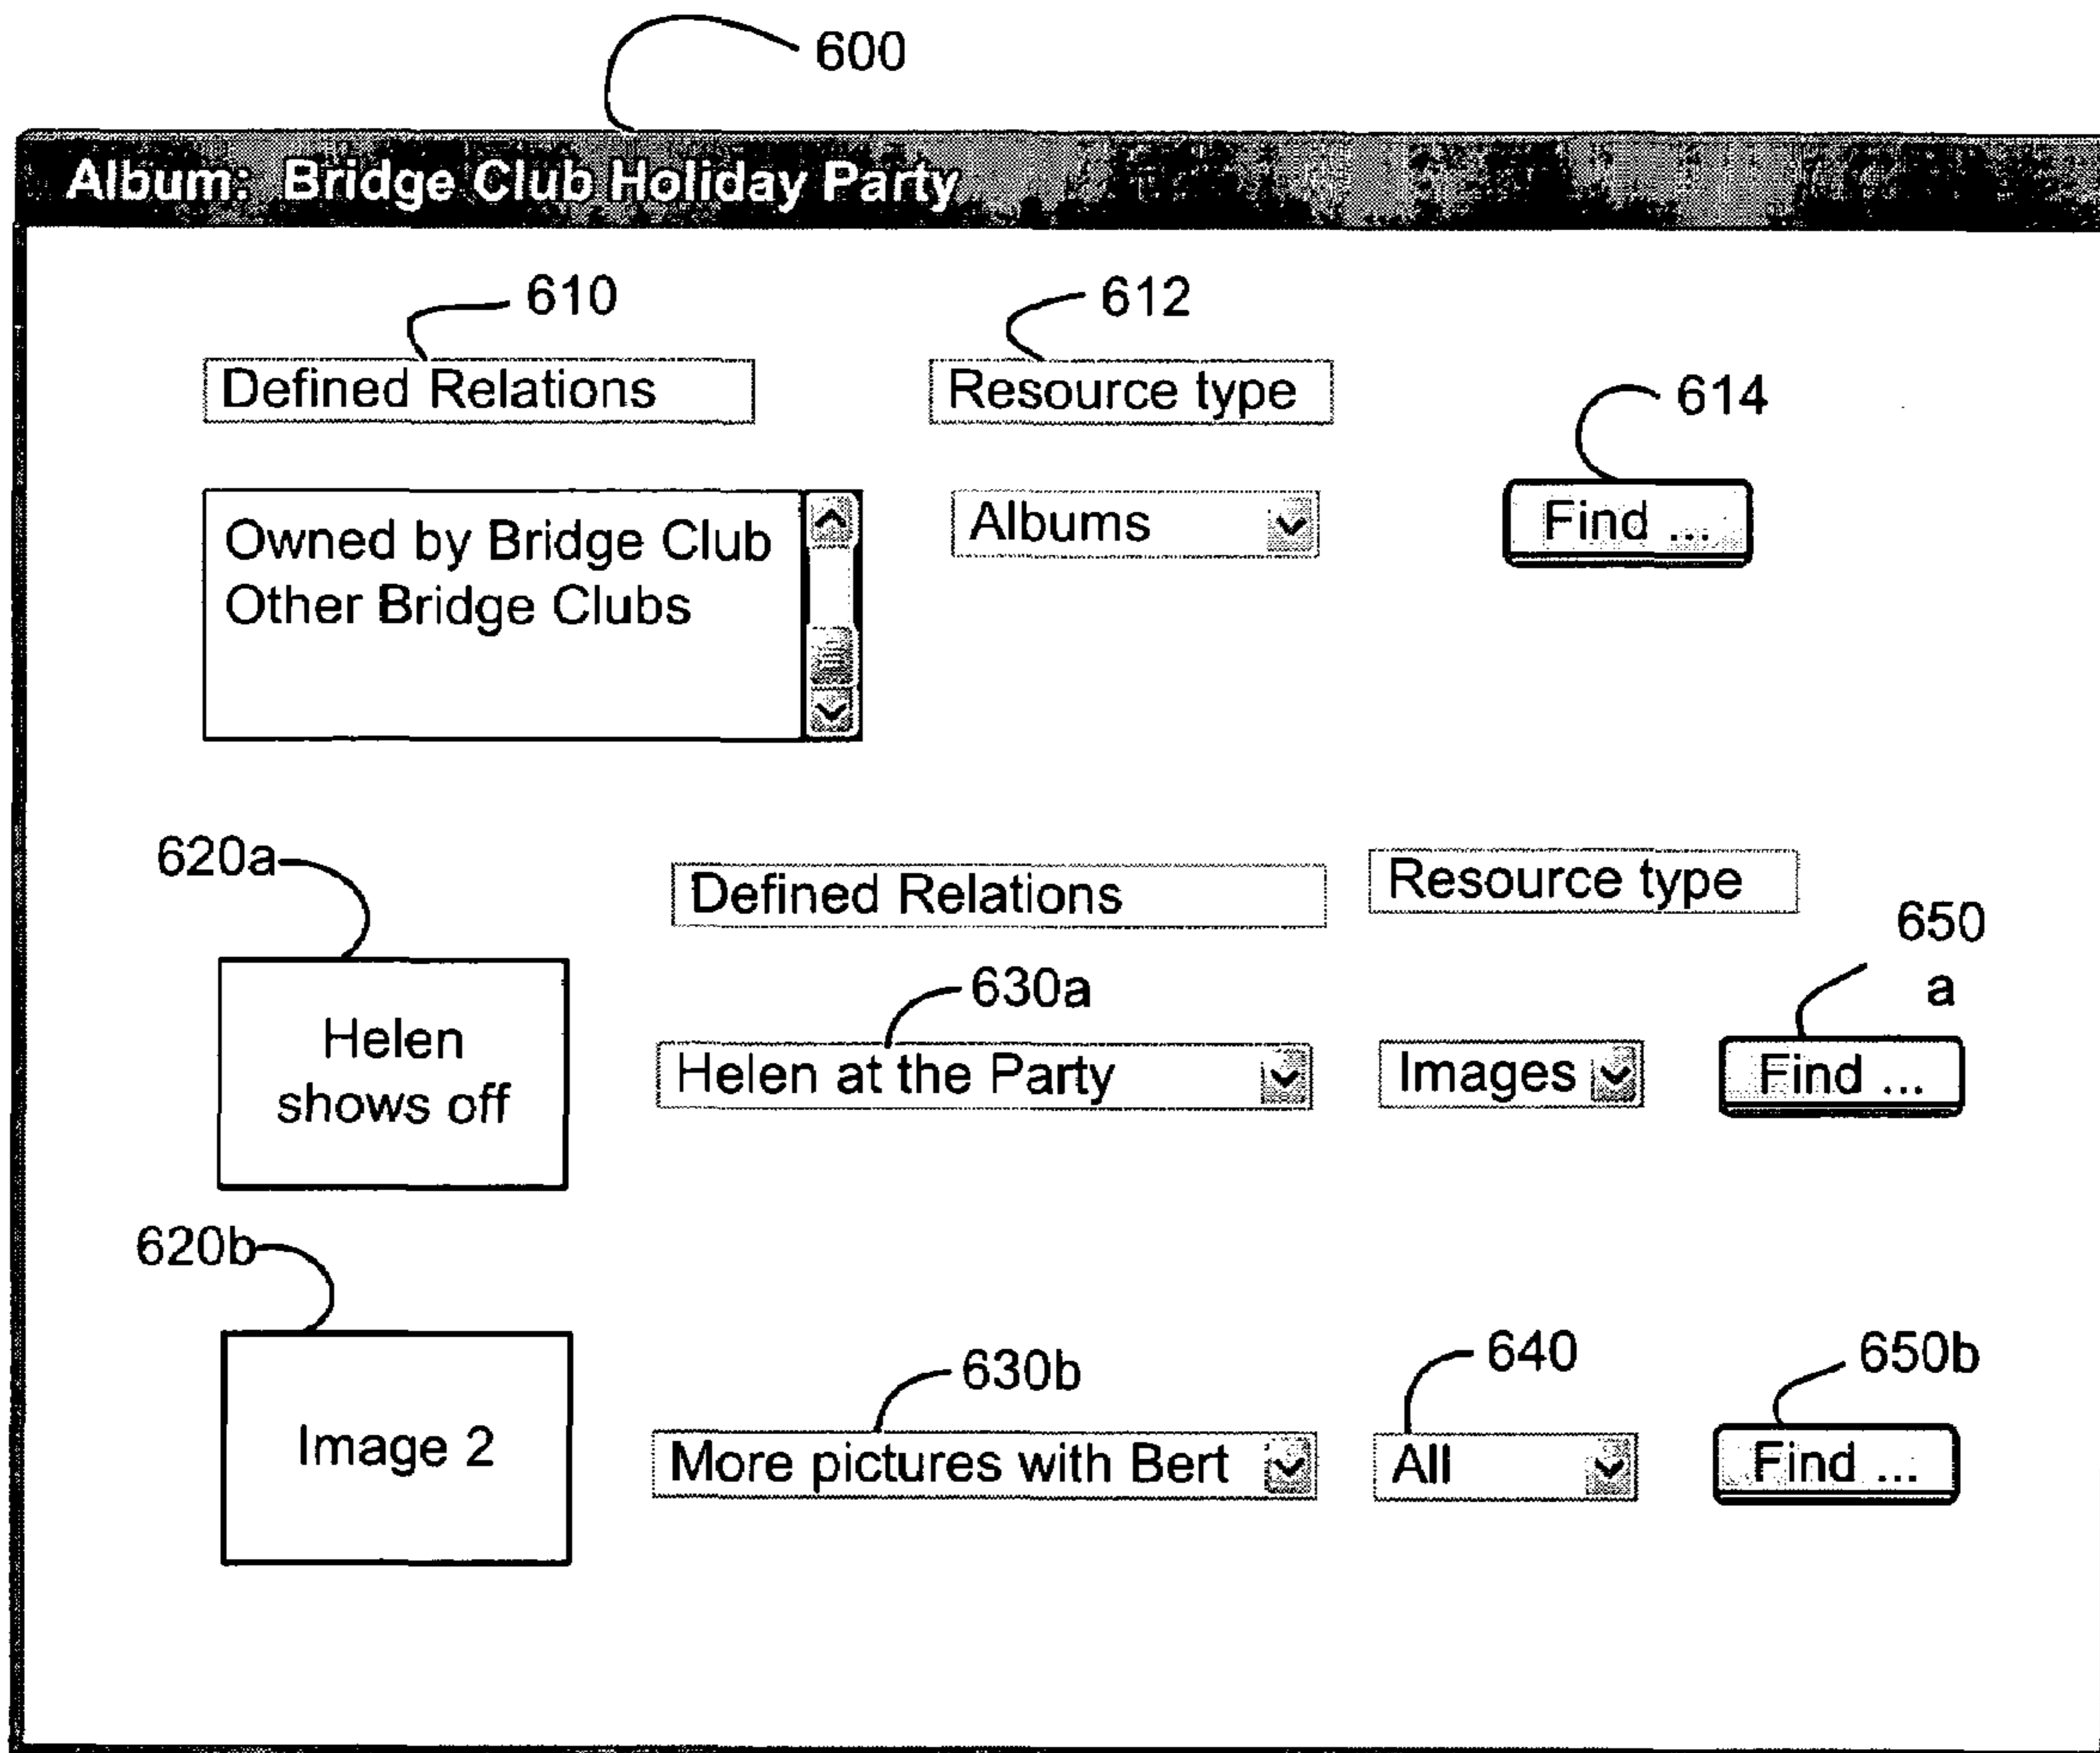 600
Album: Bridge Club Holiday Party
610
612
Defined Relations
Resource type
614
Owned by Bridge Club
Other Bridge Clubs
Albums
Find ...
620a
Defined Relations
Resource type
650
a
630a
Helen
shows off
Helen at the Party
Images
Find ...
620b
630b
640
650b
Image 2
More pictures with Bert
All
Find ...